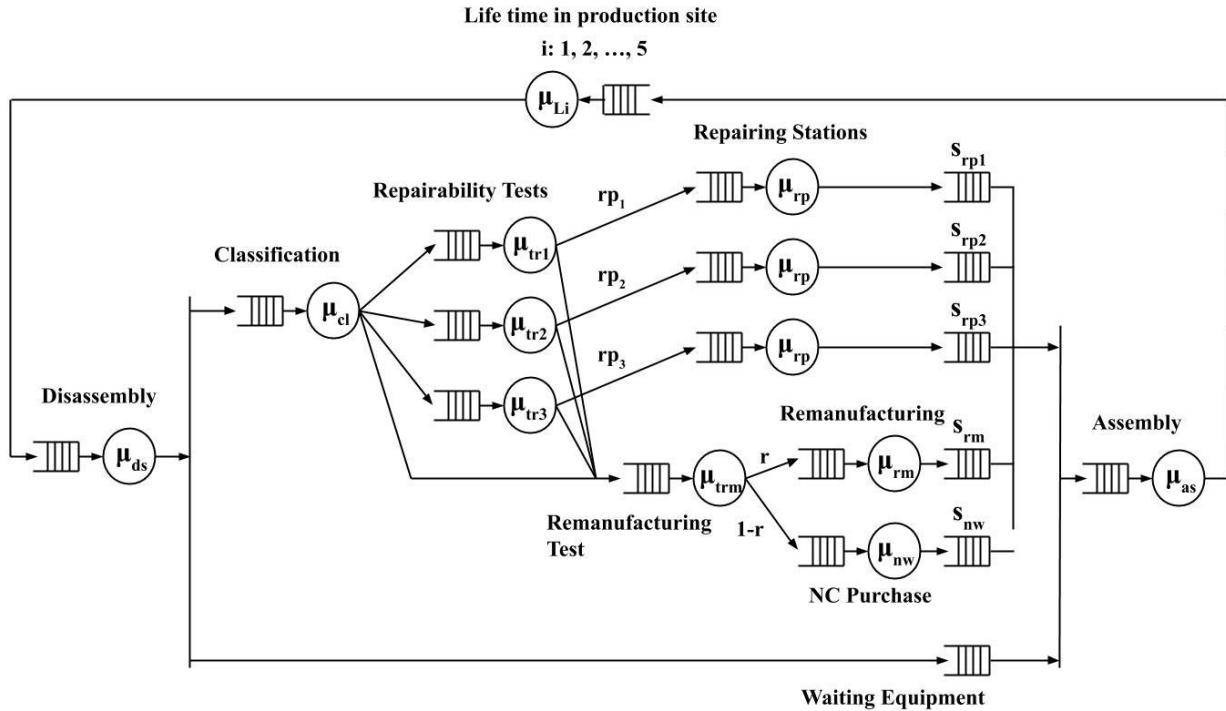 Life time in production site
i: 1, 2, …, 5
μLi
Repairing Stations
srp1
Repairability Tests
rp1
μrp
μtr1
srp2
Classification
rp2
μrp
μcl
μtr2
srp3
rp3
μrp
Disassembly
μtr3
Remanufacturing
srm
Assembly
μds
r
μrm
μtrm
μas
Remanufacturing
Test
1-r
snw
μnw
NC Purchase
Waiting Equipment